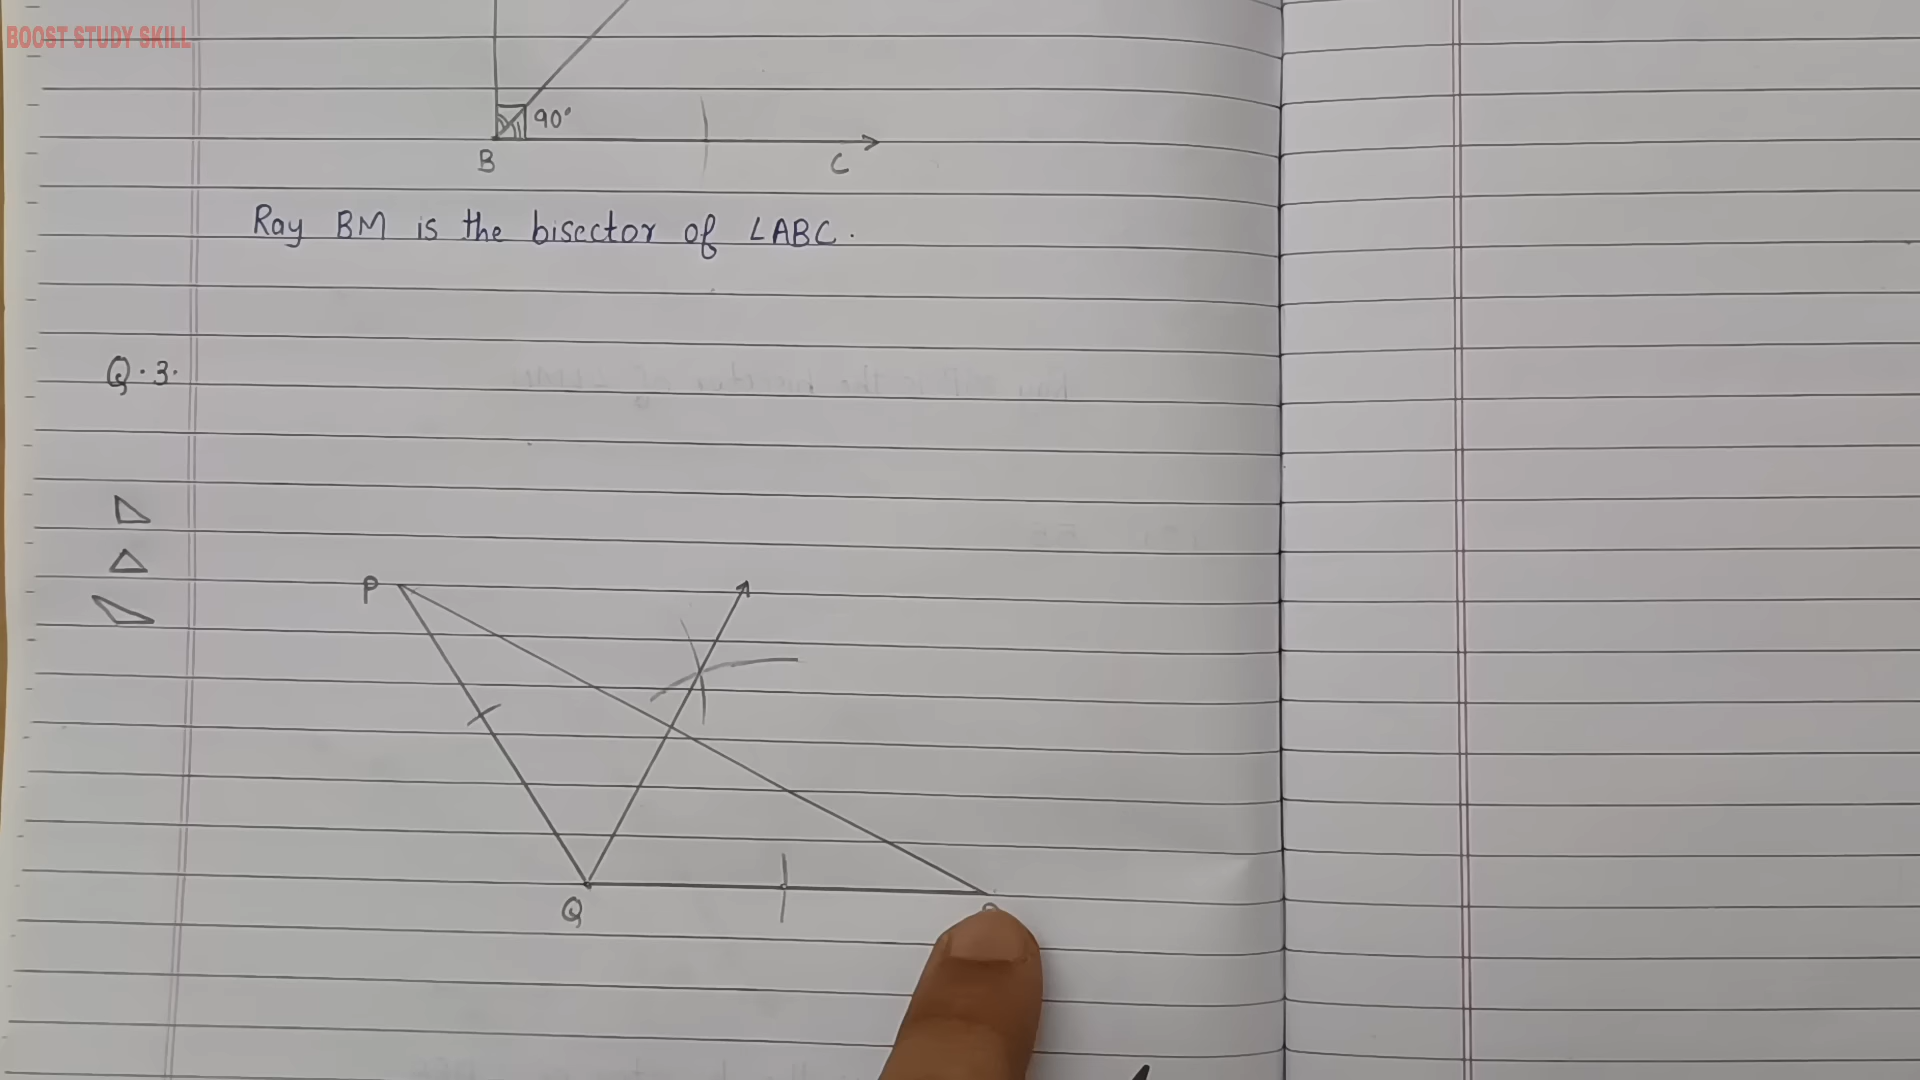 BOOST STUDY SKILL
90°
B
C
Ray BM is the bisector of ∠ABC.
Q.3.
P
Q